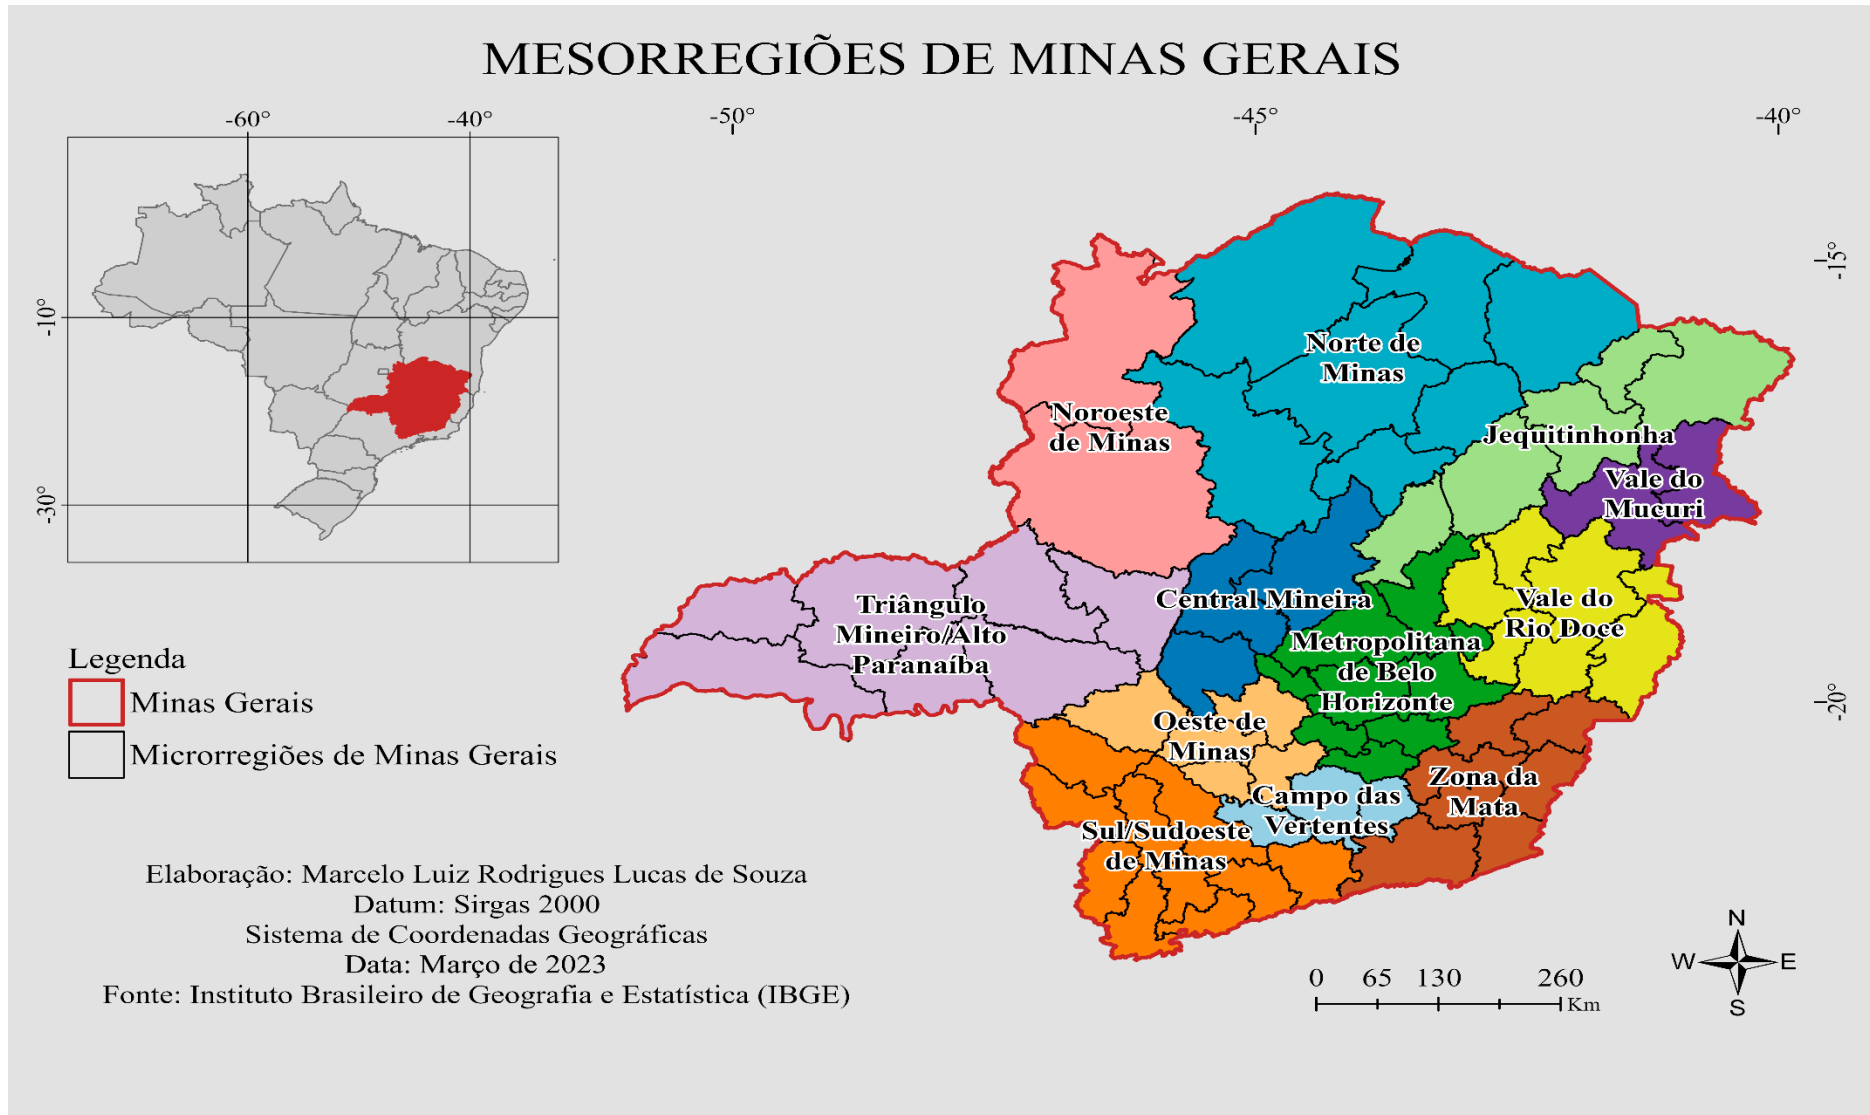 MESORREGIÕES DE MINAS GERAIS
-60°
-40°
-10°
-30°
-50°
-45°
-40°
-15°
-20°
Norte de
Minas
Noroeste
de Minas
Jequitinhonha
Vale do
Mucuri
Central Mineira
Triângulo
Mineiro/Alto
Paranaíba
Vale do
Rio Doce
Metropolitana
de Belo
Horizonte
Oeste de
Minas
Zona da
Mata
Campo das
Vertentes
Sul/Sudoeste
de Minas
Legenda
Minas Gerais
Microrregiões de Minas Gerais
Elaboração: Marcelo Luiz Rodrigues Lucas de Souza
Datum: Sirgas 2000
Sistema de Coordenadas Geográficas
Data: Março de 2023
Fonte: Instituto Brasileiro de Geografia e Estatística (IBGE)
0 65 130 260
Km
N
W E
S